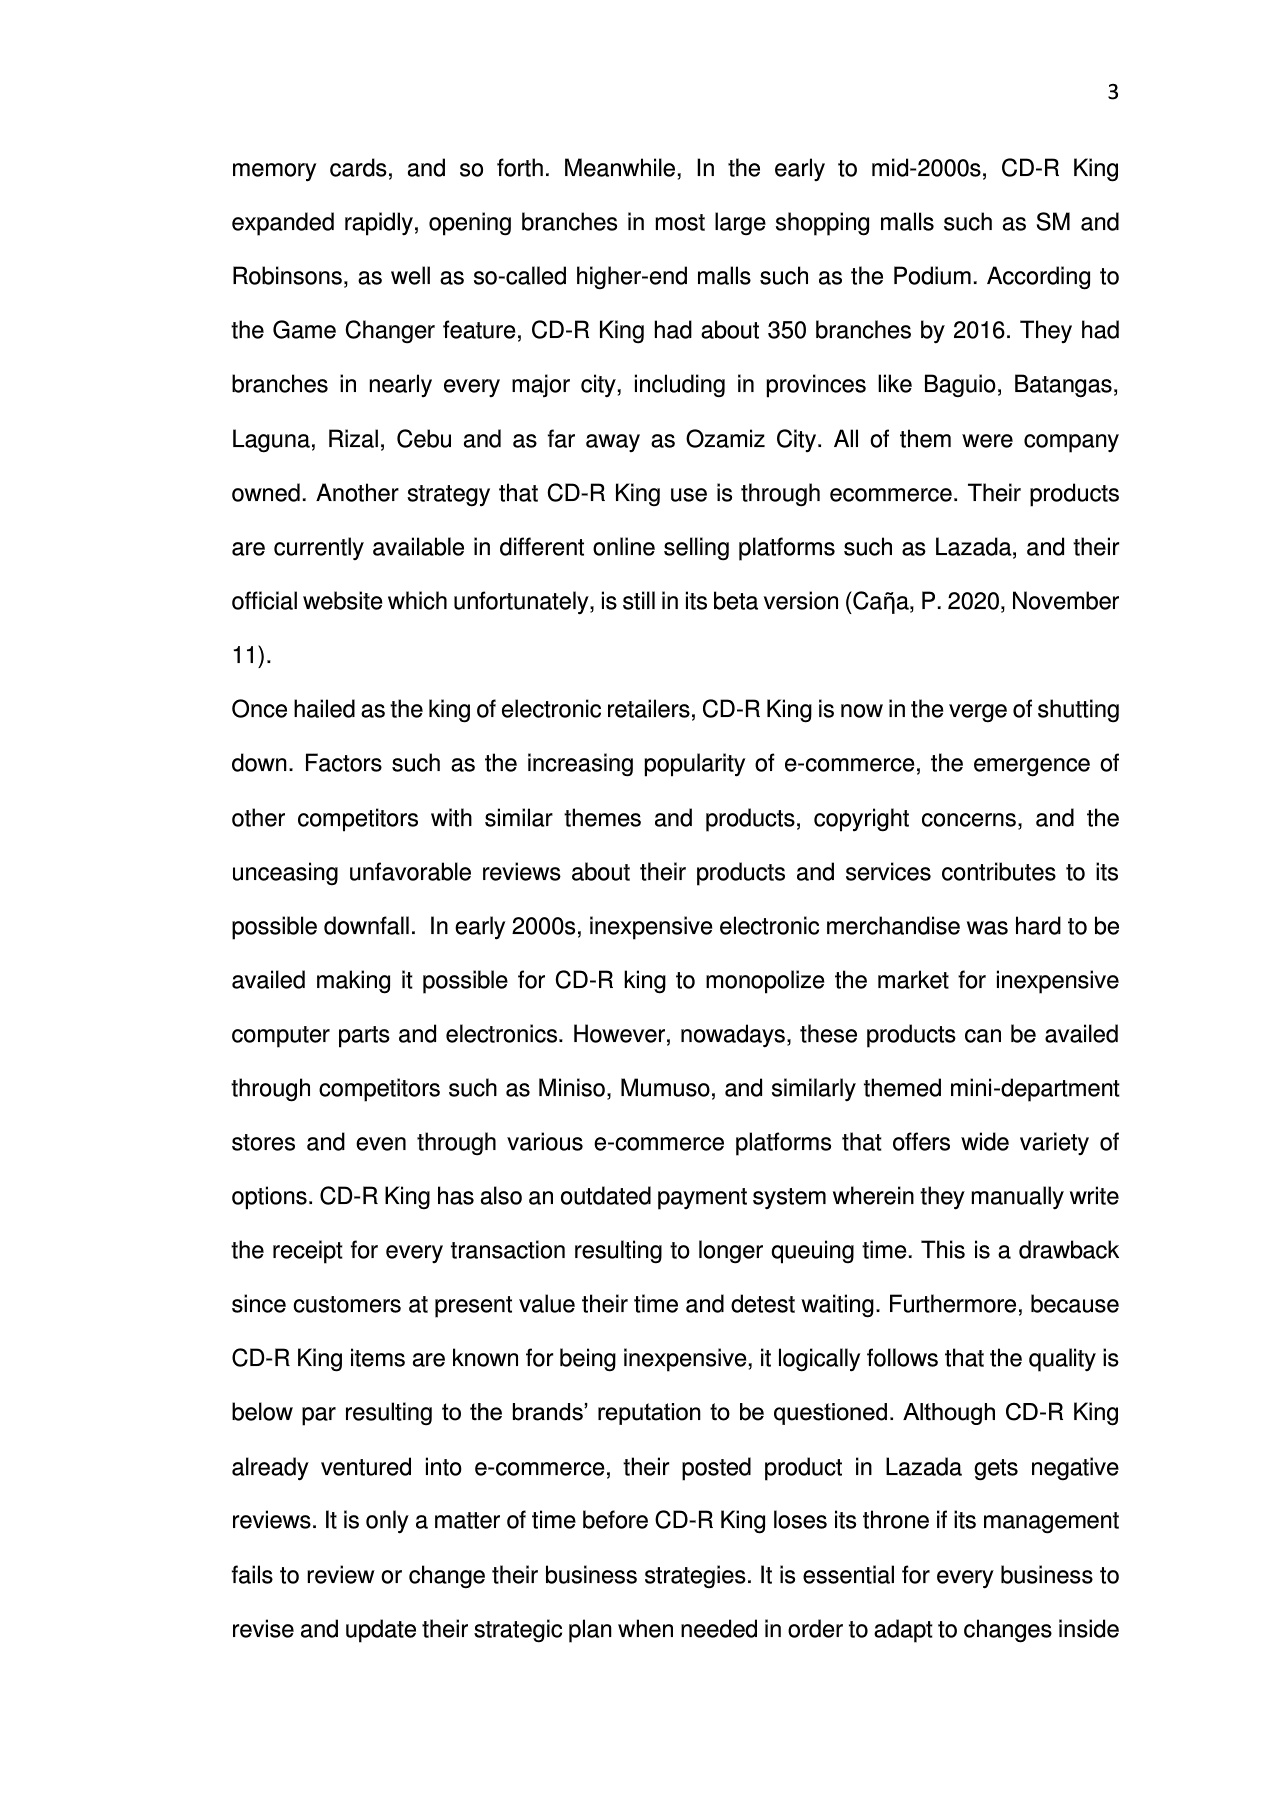 3
memory cards, and so forth. Meanwhile, In the early to mid-2000s, CD-R King
expanded rapidly, opening branches in most large shopping malls such as SM and
Robinsons, as well as so-called higher-end malls such as the Podium. According to
the Game Changer feature, CD-R King had about 350 branches by 2016. They had
branches in nearly every major city, including in provinces like Baguio, Batangas,
Laguna, Rizal, Cebu and as far away as Ozamiz City. All of them were company
owned. Another strategy that CD-R King use is through ecommerce. Their products
are currently available in different online selling platforms such as Lazada, and their
official website which unfortunately, is still in its beta version (Caña, P. 2020, November
11).
Once hailed as the king of electronic retailers, CD-R King is now in the verge of shutting
down. Factors such as the increasing popularity of e-commerce, the emergence of
other competitors with similar themes and products, copyright concerns, and the
unceasing unfavorable reviews about their products and services contributes to its
possible downfall.  In early 2000s, inexpensive electronic merchandise was hard to be
availed making it possible for CD-R king to monopolize the market for inexpensive
computer parts and electronics. However, nowadays, these products can be availed
through competitors such as Miniso, Mumuso, and similarly themed mini-department
stores and even through various e-commerce platforms that offers wide variety of
options. CD-R King has also an outdated payment system wherein they manually write
the receipt for every transaction resulting to longer queuing time. This is a drawback
since customers at present value their time and detest waiting. Furthermore, because
CD-R King items are known for being inexpensive, it logically follows that the quality is
below par resulting to the brands’ reputation to be questioned. Although CD-R King
already ventured into e-commerce, their posted product in Lazada gets negative
reviews. It is only a matter of time before CD-R King loses its throne if its management
fails to review or change their business strategies. It is essential for every business to
revise and update their strategic plan when needed in order to adapt to changes inside